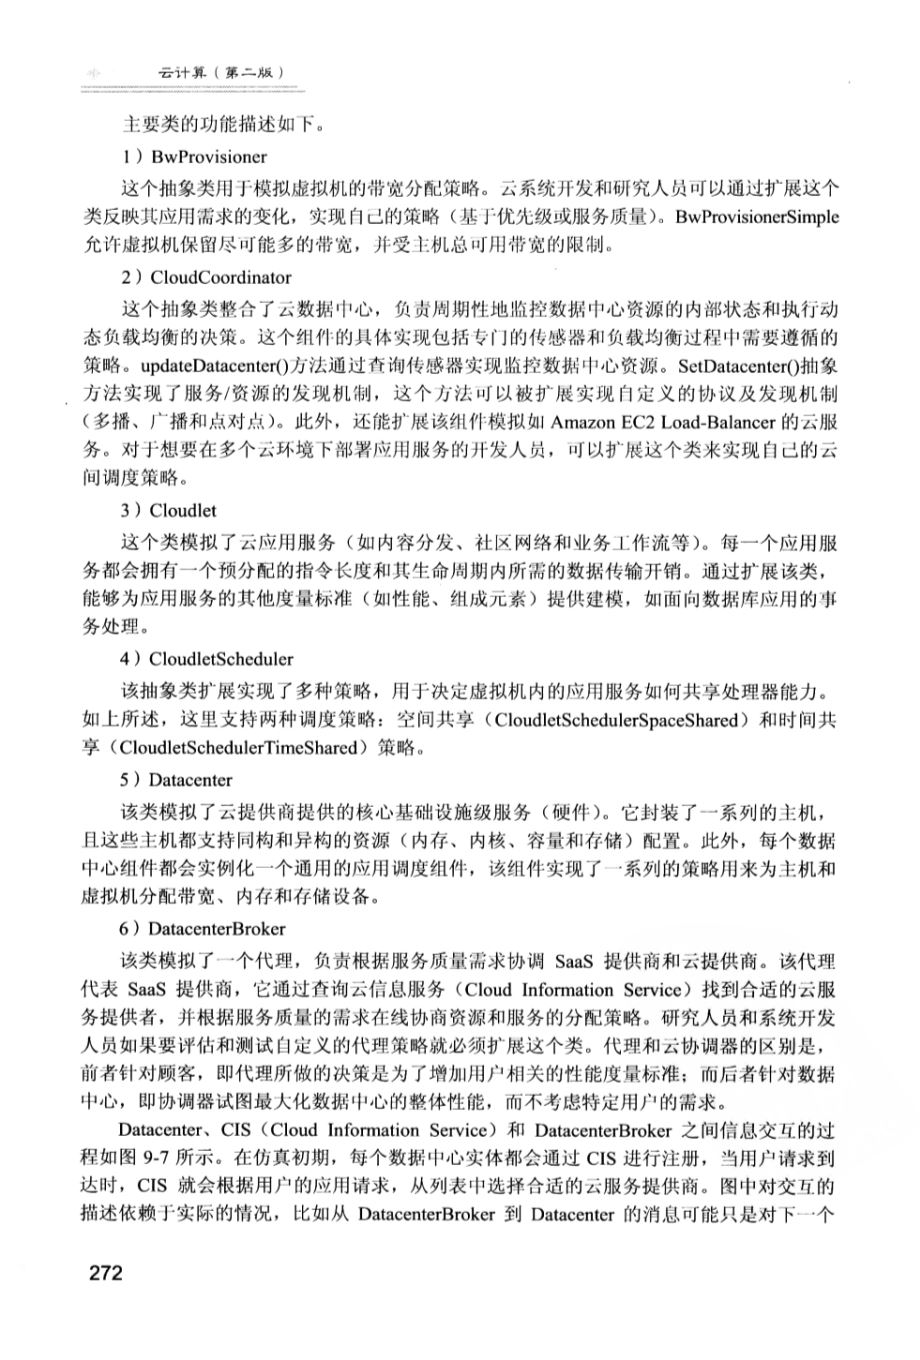 云计算（第二版）
主要类的功能描述如下。
1）BwProvisioner
这个抽象类用于模拟虚拟机的带宽分配策略。云系统开发和研究人员可以通过扩展这个
类反映其应用需求的变化，实现自己的策略（基于优先级或服务质量）。BwProvisionerSimple
允许虚拟机保留尽可能多的带宽，并受主机总可用带宽的限制。
2）CloudCoordinator
这个抽象类整合了云数据中心，负责周期性地监控数据中心资源的内部状态和执行动
态负载均衡的决策。这个组件的具体实现包括专门的传感器和负载均衡过程中需要遵循的
策略。updateDatacenter()方法通过查询传感器实现监控数据中心资源。SetDatacenter()抽象
方法实现了服务/资源的发现机制，这个方法可以被扩展实现自定义的协议及发现机制
（多播、广播和点对点）。此外，还能扩展该组件模拟如 Amazon EC2 Load-Balancer 的云服
务。对于想要在多个云环境下部署应用服务的开发人员，可以扩展这个类来实现自己的云
间调度策略。
3）Cloudlet
这个类模拟了云应用服务（如内容分发、社区网络和业务工作流等）。每一个应用服
务都会拥有一个预分配的指令长度和其生命周期内所需的数据传输开销。通过扩展该类，
能够为应用服务的其他度量标准（如性能、组成元素）提供建模，如面向数据库应用的事
务处理。
4）CloudletScheduler
该抽象类扩展实现了多种策略，用于决定虚拟机内的应用服务如何共享处理器能力。
如上所述，这里支持两种调度策略：空间共享（CloudletSchedulerSpaceShared）和时间共
享（CloudletSchedulerTimeShared）策略。
5）Datacenter
该类模拟了云提供商提供的核心基础设施级服务（硬件）。它封装了一系列的主机，
且这些主机都支持同构和异构的资源（内存、内核、容量和存储）配置。此外，每个数据
中心组件都会实例化一个通用的应用调度组件，该组件实现了一系列的策略用来为主机和
虚拟机分配带宽、内存和存储设备。
6）DatacenterBroker
该类模拟了一个代理，负责根据服务质量需求协调 SaaS 提供商和云提供商。该代理
代表 SaaS 提供商，它通过查询云信息服务（Cloud Information Service）找到合适的云服
务提供者，并根据服务质量的需求在线协商资源和服务的分配策略。研究人员和系统开发
人员如果要评估和测试自定义的代理策略就必须扩展这个类。代理和云协调器的区别是，
前者针对顾客，即代理所做的决策是为了增加用户相关的性能度量标准；而后者针对数据
中心，即协调器试图最大化数据中心的整体性能，而不考虑特定用户的需求。
Datacenter、CIS（Cloud Information Service）和 DatacenterBroker 之间信息交互的过
程如图 9-7 所示。在仿真初期，每个数据中心实体都会通过 CIS 进行注册，当用户请求到
达时，CIS 就会根据用户的应用请求，从列表中选择合适的云服务提供商。图中对交互的
描述依赖于实际的情况，比如从 DatacenterBroker 到 Datacenter 的消息可能只是对下一个
272